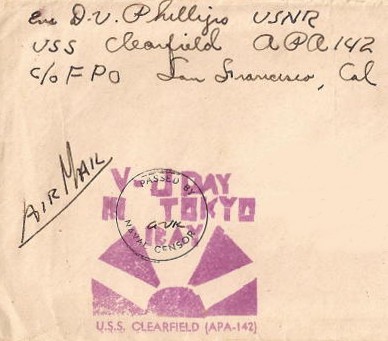 Ens D.V. Phillips USNR
USS Clearfield APA 142
c/o FPO San Francisco, Cal
AIR MAIL
V-J DAY
IN TOKYO
BAY
PASSED BY
NAVAL CENSOR
U.S.S. CLEARFIELD (APA-142)